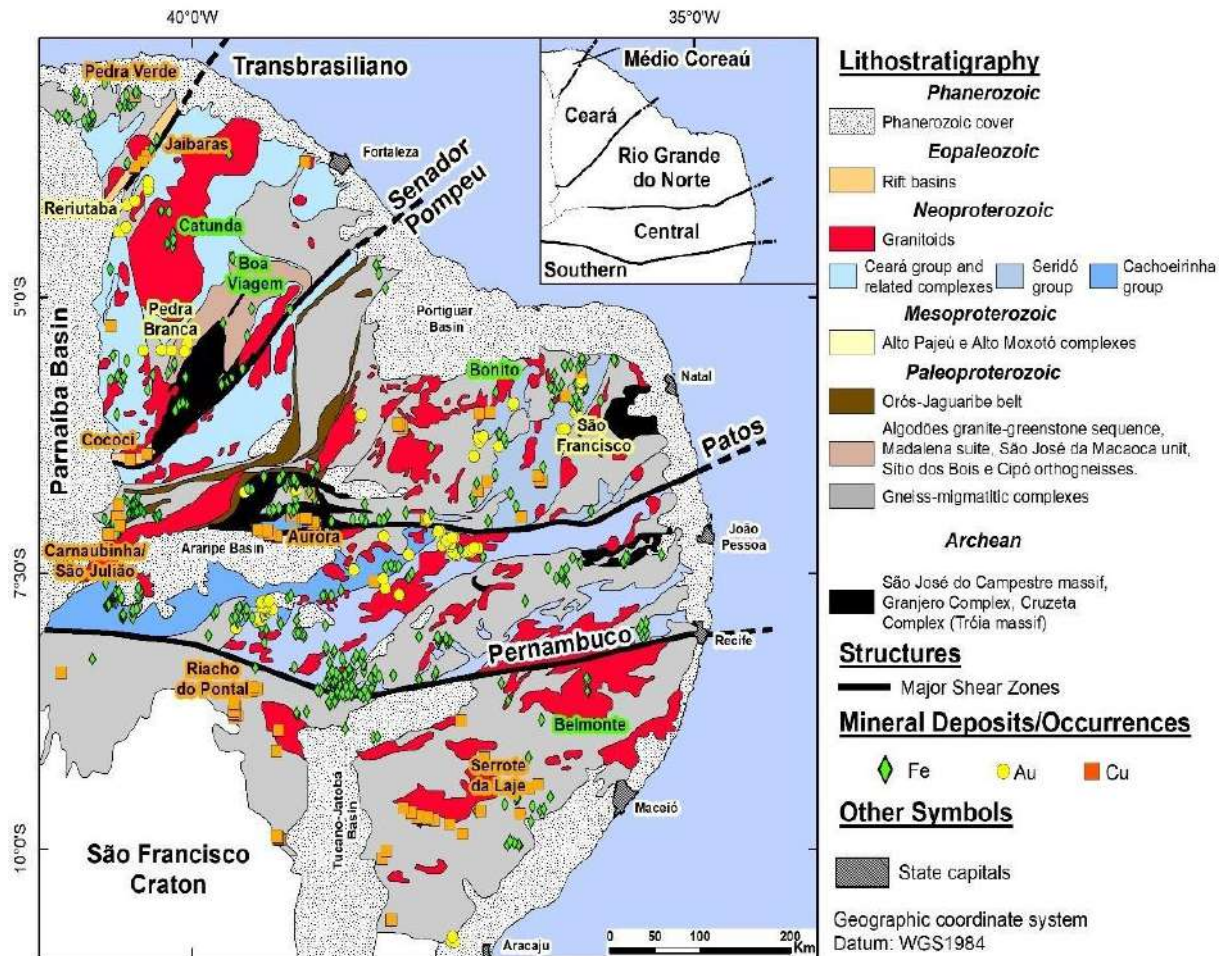 40°0'W
35°0'W
5°0'S
7°30'S
10°0'S
Pedra Verde
Transbrasiliano
Jaibaras
Fortaleza
Reriutaba
Senador
Pompeu
Catunda
Boa
Viagem
Pedra
Branca
Parnaíba Basin
Portiguar
Basin
Bonito
Natal
São
Francisco
Cococi
Patos
Carnaubinha/
São Julião
Araripe Basin
Aurora
João
Pessoa
Pernambuco
Recife
Riacho
do Pontal
Belmonte
Serrote
da Laje
Maceió
Tucano-Jatobá
Basin
São Francisco
Craton
Aracaju
0 50 100 200
Km
Médio Coreaú
Ceará
Rio Grande
do Norte
Central
Southern
Lithostratigraphy
Phanerozoic
Phanerozoic cover
Eopaleozoic
Rift basins
Neoproterozoic
Granitoids
Ceará group and
related complexes
Seridó
group
Cachoeirinha
group
Mesoproterozoic
Alto Pajeú e Alto Moxotó complexes
Paleoproterozoic
Orós-Jaguaribe belt
Algodões granite-greenstone sequence,
Madalena suite, São José da Macaoca unit,
Sítio dos Bois e Cipó orthogneisses.
Gneiss-migmatitic complexes
Archean
São José do Campestre massif,
Granjero Complex, Cruzeta
Complex (Tróia massif)
Structures
Major Shear Zones
Mineral Deposits/Occurrences
Fe
Au
Cu
Other Symbols
State capitals
Geographic coordinate system
Datum: WGS1984